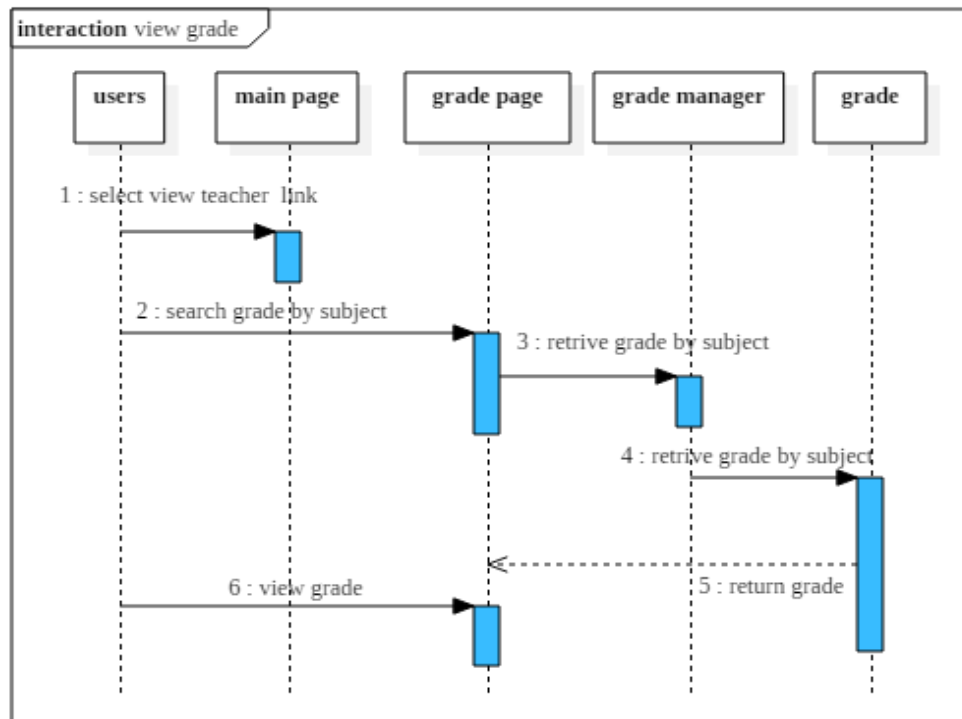 interaction view grade
users
main page
grade page
grade manager
grade
1 : select view teacher link
2 : search grade by subject
3 : retrive grade by subject
4 : retrive grade by subject
5 : return grade
6 : view grade